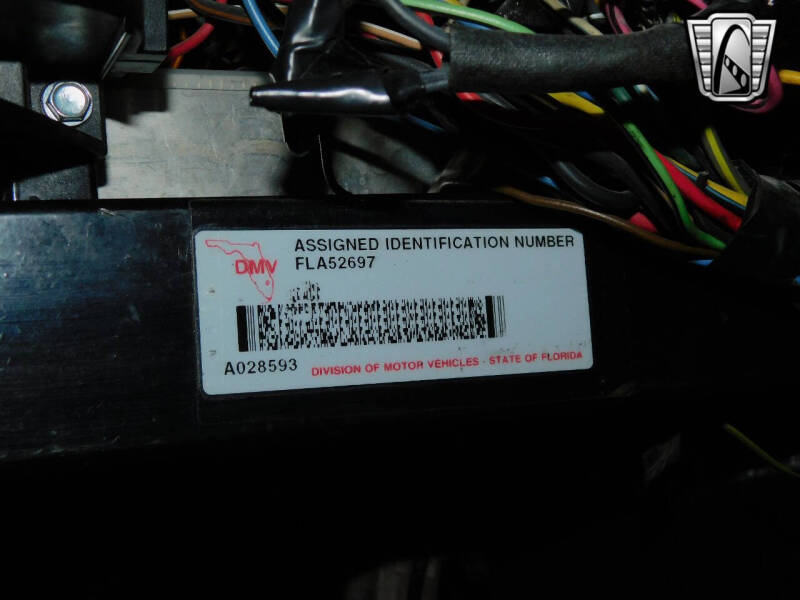 DMV
ASSIGNED IDENTIFICATION NUMBER
FLA52697
A028593
DIVISION OF MOTOR VEHICLES - STATE OF FLORIDA